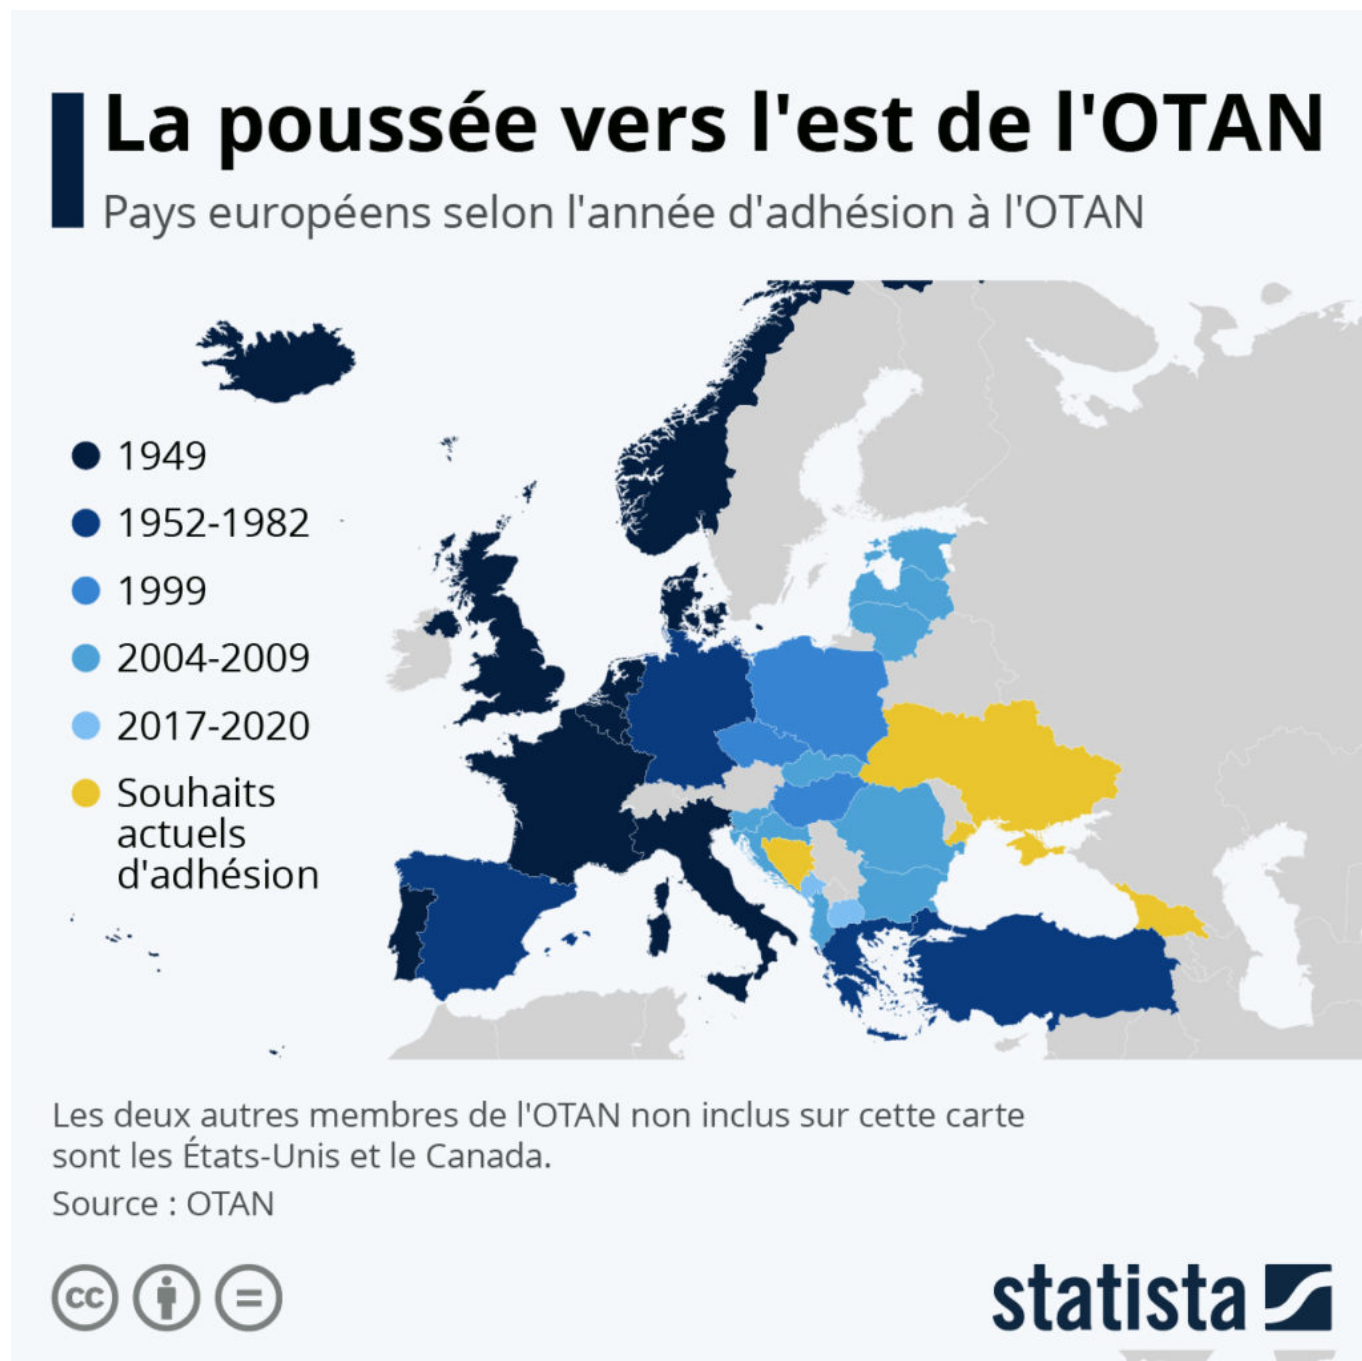 La poussée vers l'est de l'OTAN
Pays européens selon l'année d'adhésion à l'OTAN
1949
1952-1982
1999
2004-2009
2017-2020
Souhaits
actuels
d'adhésion
Les deux autres membres de l'OTAN non inclus sur cette carte
sont les États-Unis et le Canada.
Source : OTAN
cc
statista